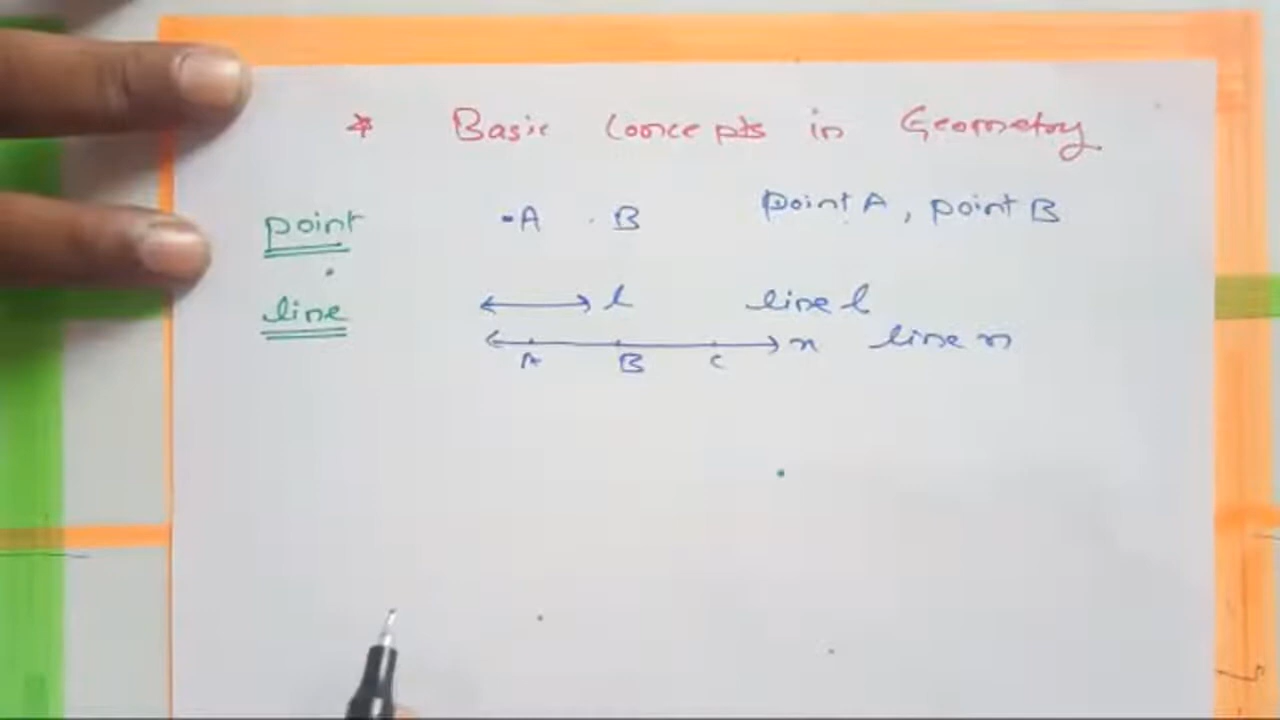 * Basic Concepts in Geometry
point •A . B point A, point B
line l line l
n line n
A B C